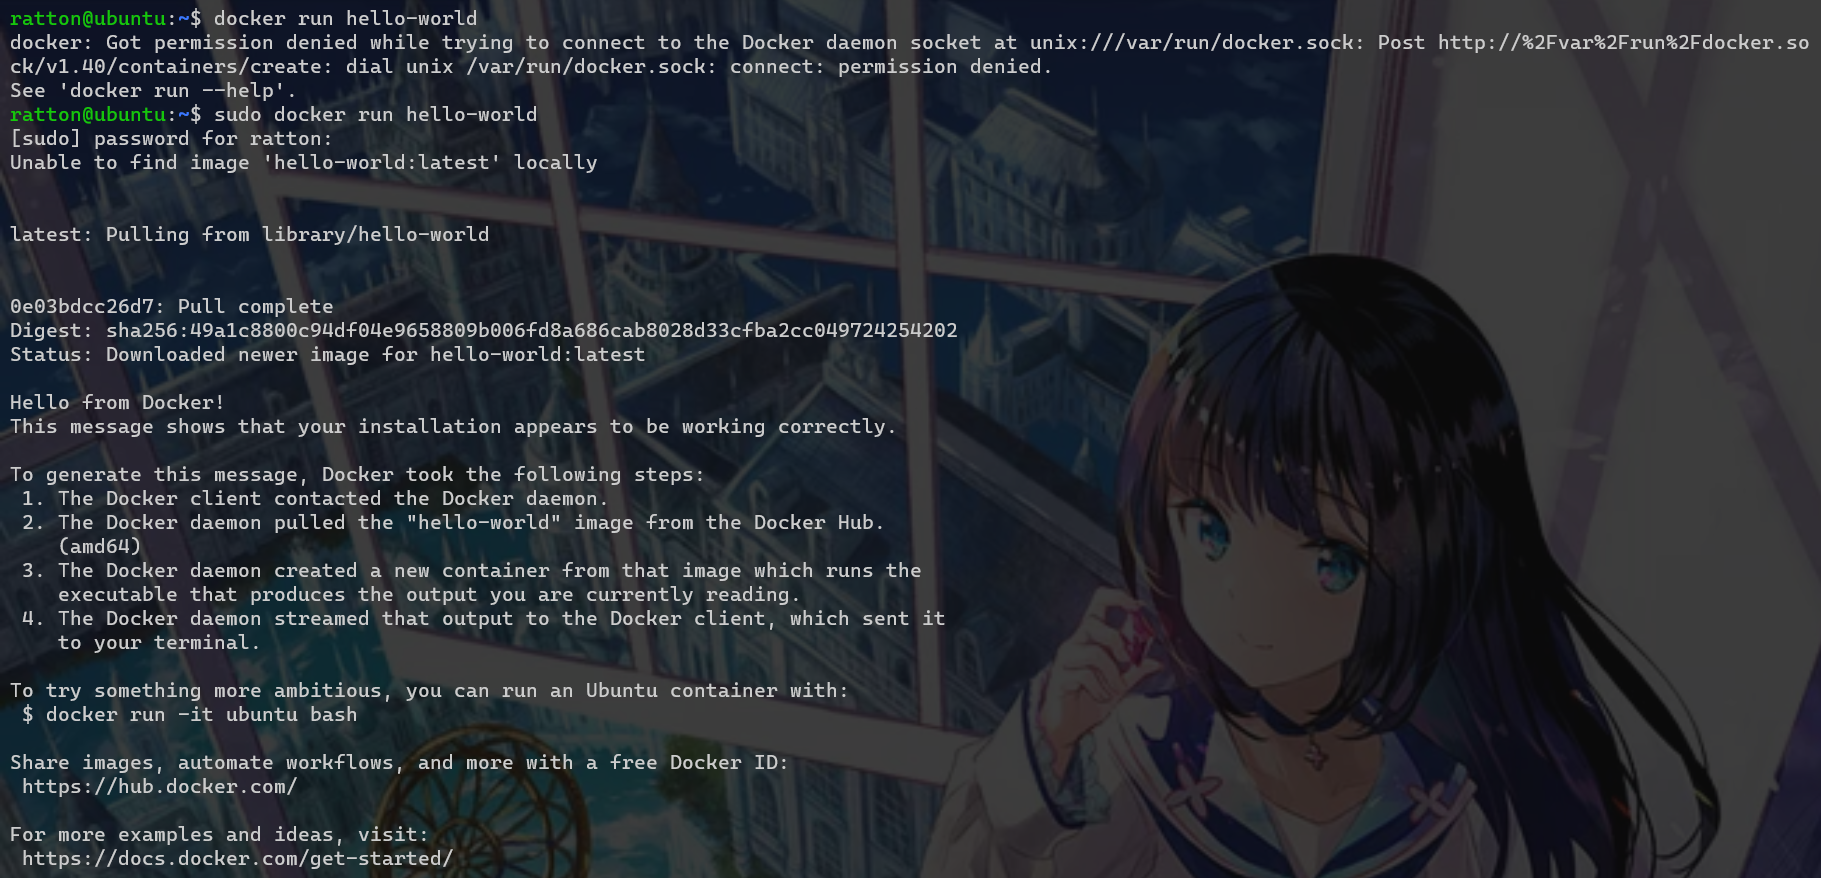 ratton@ubuntu:~$ docker run hello-world
docker: Got permission denied while trying to connect to the Docker daemon socket at unix:///var/run/docker.sock: Post http://%2Fvar%2Frun%2Fdocker.so
ck/v1.40/containers/create: dial unix /var/run/docker.sock: connect: permission denied.
See 'docker run --help'.
ratton@ubuntu:~$ sudo docker run hello-world
[sudo] password for ratton:
Unable to find image 'hello-world:latest' locally
latest: Pulling from library/hello-world
0e03bdcc26d7: Pull complete
Digest: sha256:49a1c8800c94df04e9658809b006fd8a686cab8028d33cfba2cc049724254202
Status: Downloaded newer image for hello-world:latest
Hello from Docker!
This message shows that your installation appears to be working correctly.
To generate this message, Docker took the following steps:
1. The Docker client contacted the Docker daemon.
2. The Docker daemon pulled the "hello-world" image from the Docker Hub.
(amd64)
3. The Docker daemon created a new container from that image which runs the
executable that produces the output you are currently reading.
4. The Docker daemon streamed that output to the Docker client, which sent it
to your terminal.
To try something more ambitious, you can run an Ubuntu container with:
$ docker run -it ubuntu bash
Share images, automate workflows, and more with a free Docker ID:
https://hub.docker.com/
For more examples and ideas, visit:
https://docs.docker.com/get-started/